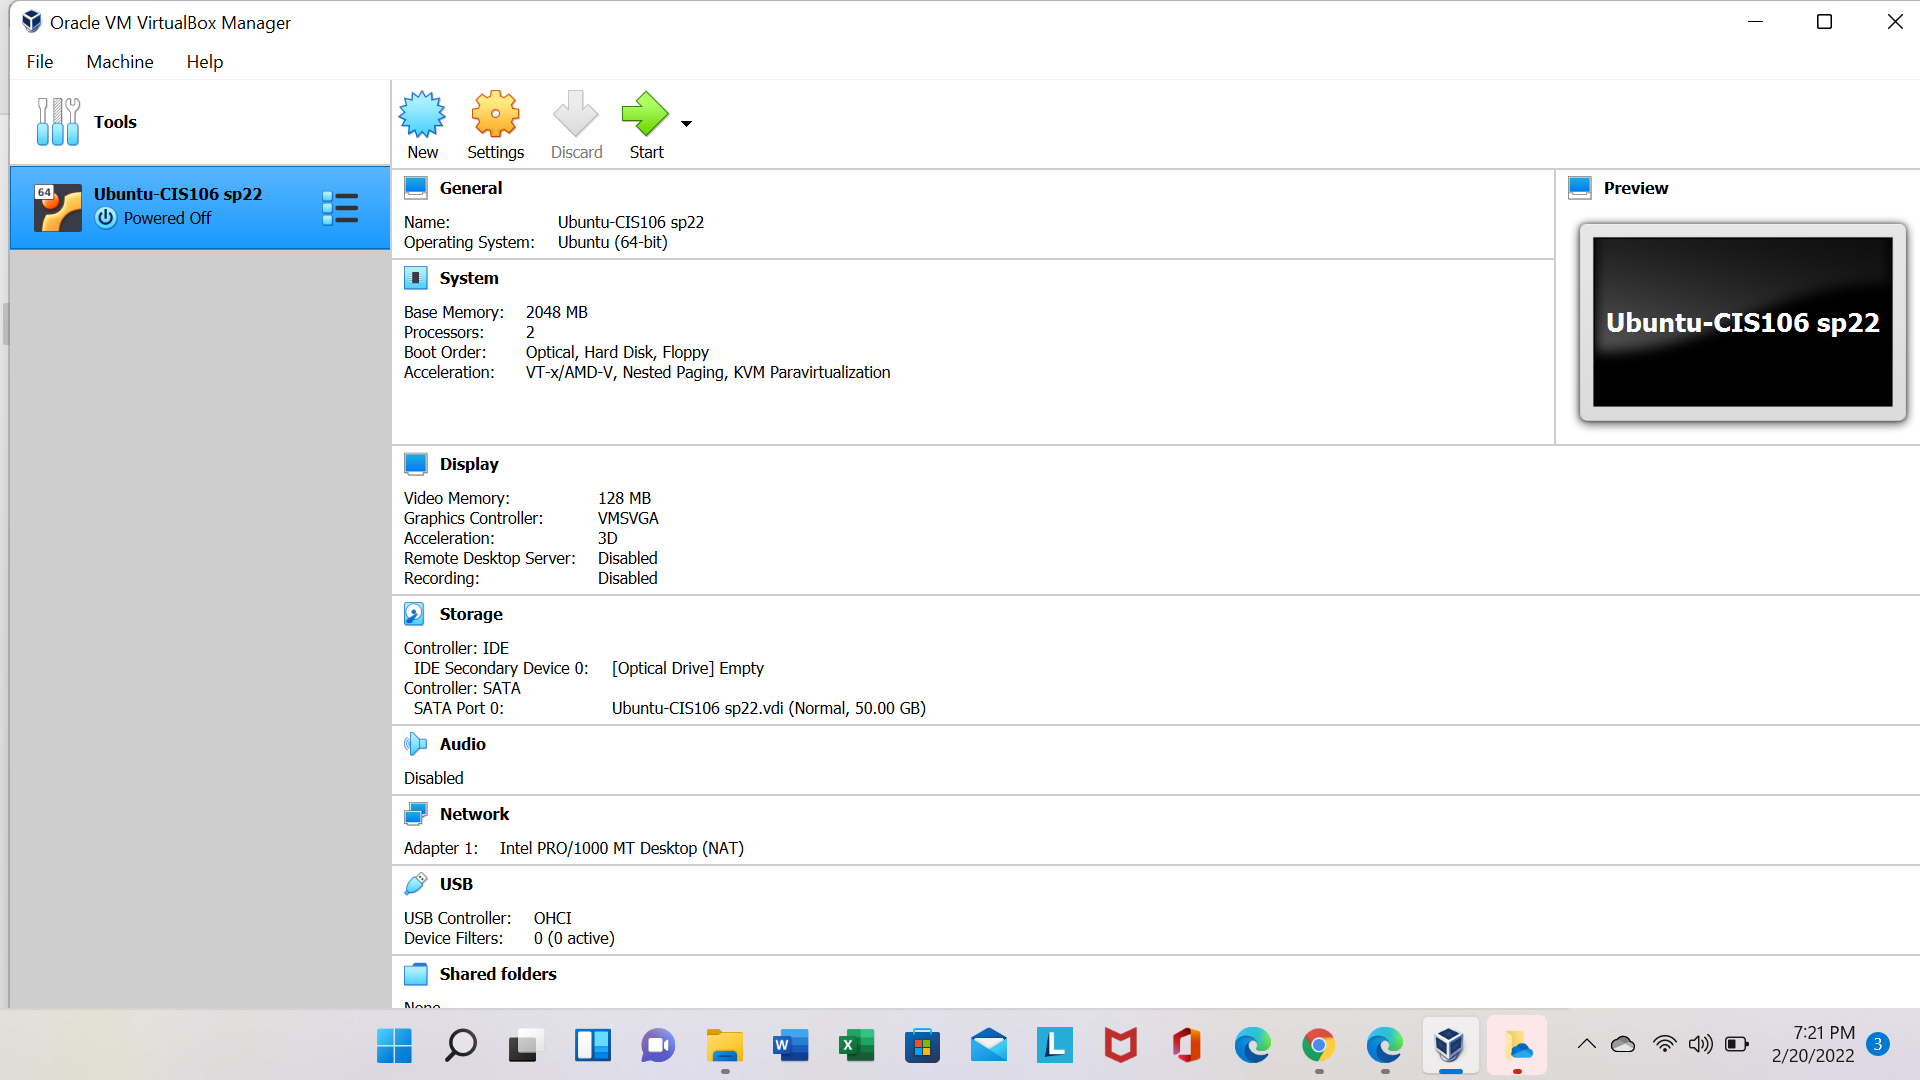 Oracle VM VirtualBox Manager
File Machine Help
Tools
New Settings Discard Start
64
Ubuntu-CIS106 sp22
Powered Off
General
Name: Ubuntu-CIS106 sp22
Operating System: Ubuntu (64-bit)
Preview
Ubuntu-CIS106 sp22
System
Base Memory: 2048 MB
Processors: 2
Boot Order: Optical, Hard Disk, Floppy
Acceleration: VT-x/AMD-V, Nested Paging, KVM Paravirtualization
Display
Video Memory: 128 MB
Graphics Controller: VMSVGA
Acceleration: 3D
Remote Desktop Server: Disabled
Recording: Disabled
Storage
Controller: IDE
IDE Secondary Device 0: [Optical Drive] Empty
Controller: SATA
SATA Port 0: Ubuntu-CIS106 sp22.vdi (Normal, 50.00 GB)
Audio
Disabled
Network
Adapter 1: Intel PRO/1000 MT Desktop (NAT)
USB
USB Controller: OHCI
Device Filters: 0 (0 active)
Shared folders
None
W X L
7:21 PM
2/20/2022
3